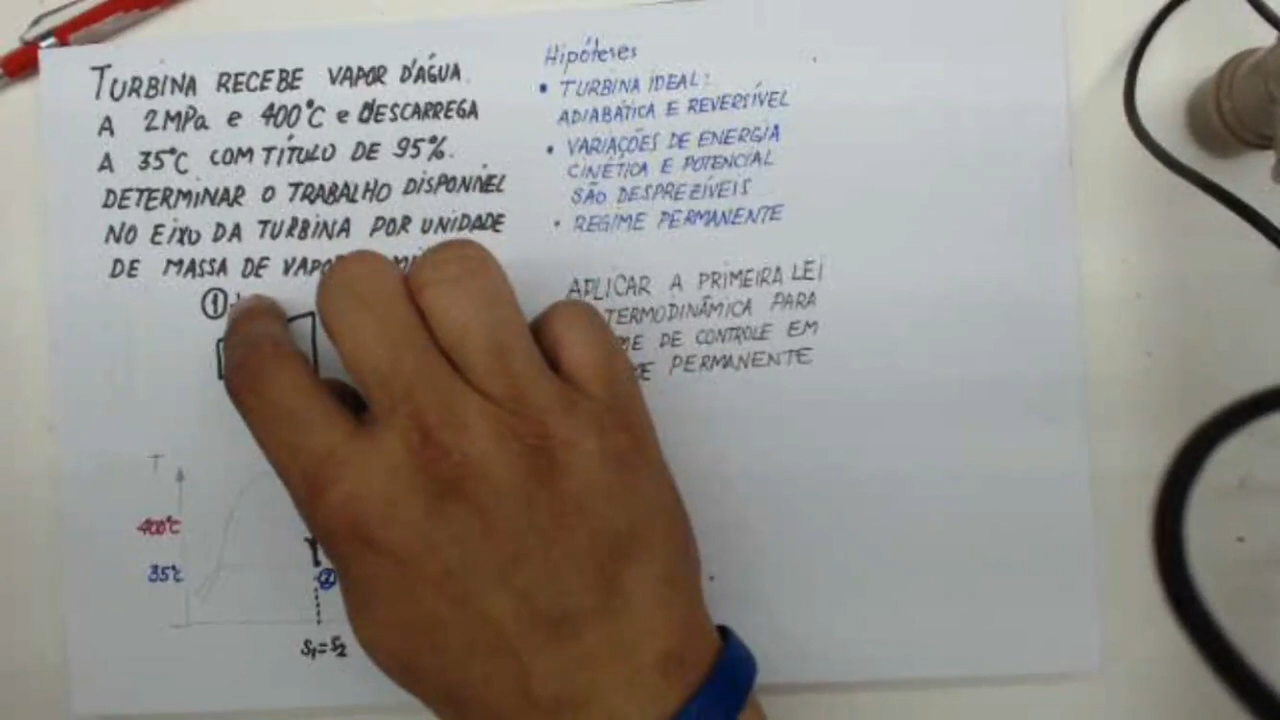 TURBINA RECEBE VAPOR D'ÁGUA
A 2MPa e 400°C e DESCARREGA
A 35°C COM TÍTULO DE 95%.
DETERMINAR O TRABALHO DISPONÍVEL
NO EIXO DA TURBINA POR UNIDADE
DE MASSA DE VAPOR
1
T
400°C
35°C
2
S1=S2
Hipóteses
• TURBINA IDEAL:
ADIABÁTICA E REVERSÍVEL
• VARIAÇÕES DE ENERGIA
CINÉTICA E POTENCIAL
SÃO DESPREZÍVEIS
• REGIME PERMANENTE
APLICAR A PRIMEIRA LEI
TERMODINÂMICA PARA
DE CONTROLE EM
PERMANENTE